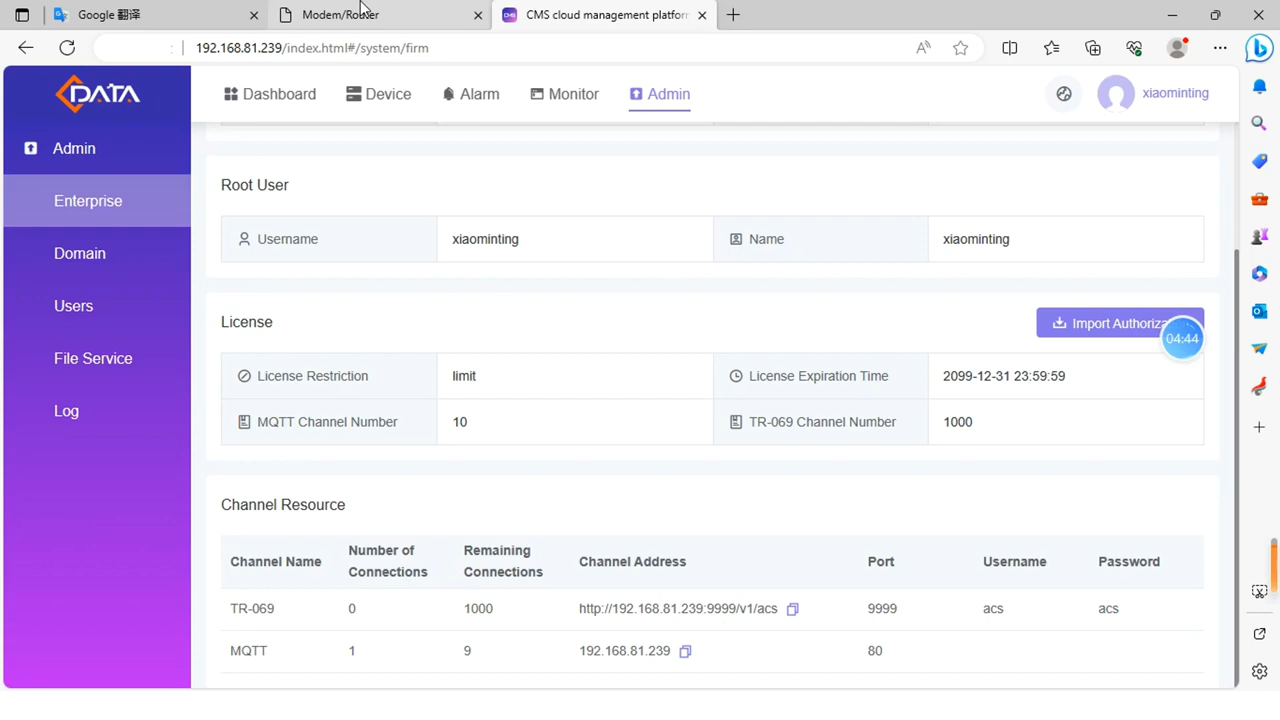 Google 翻译
Modem/Router
CMS cloud management platform
192.168.81.239/index.html#/system/firm
DATA
Dashboard
Device
Alarm
Monitor
Admin
xiaominting
Admin
Enterprise
Domain
Users
File Service
Log
Root User
Username
xiaominting
Name
xiaominting
License
Import Authoriza
04:44
License Restriction
limit
License Expiration Time
2099-12-31 23:59:59
MQTT Channel Number
10
TR-069 Channel Number
1000
Channel Resource
Channel Name
Number of
Connections
Remaining
Connections
Channel Address
Port
Username
Password
TR-069
0
1000
http://192.168.81.239:9999/v1/acs
9999
acs
acs
MQTT
1
9
192.168.81.239
80